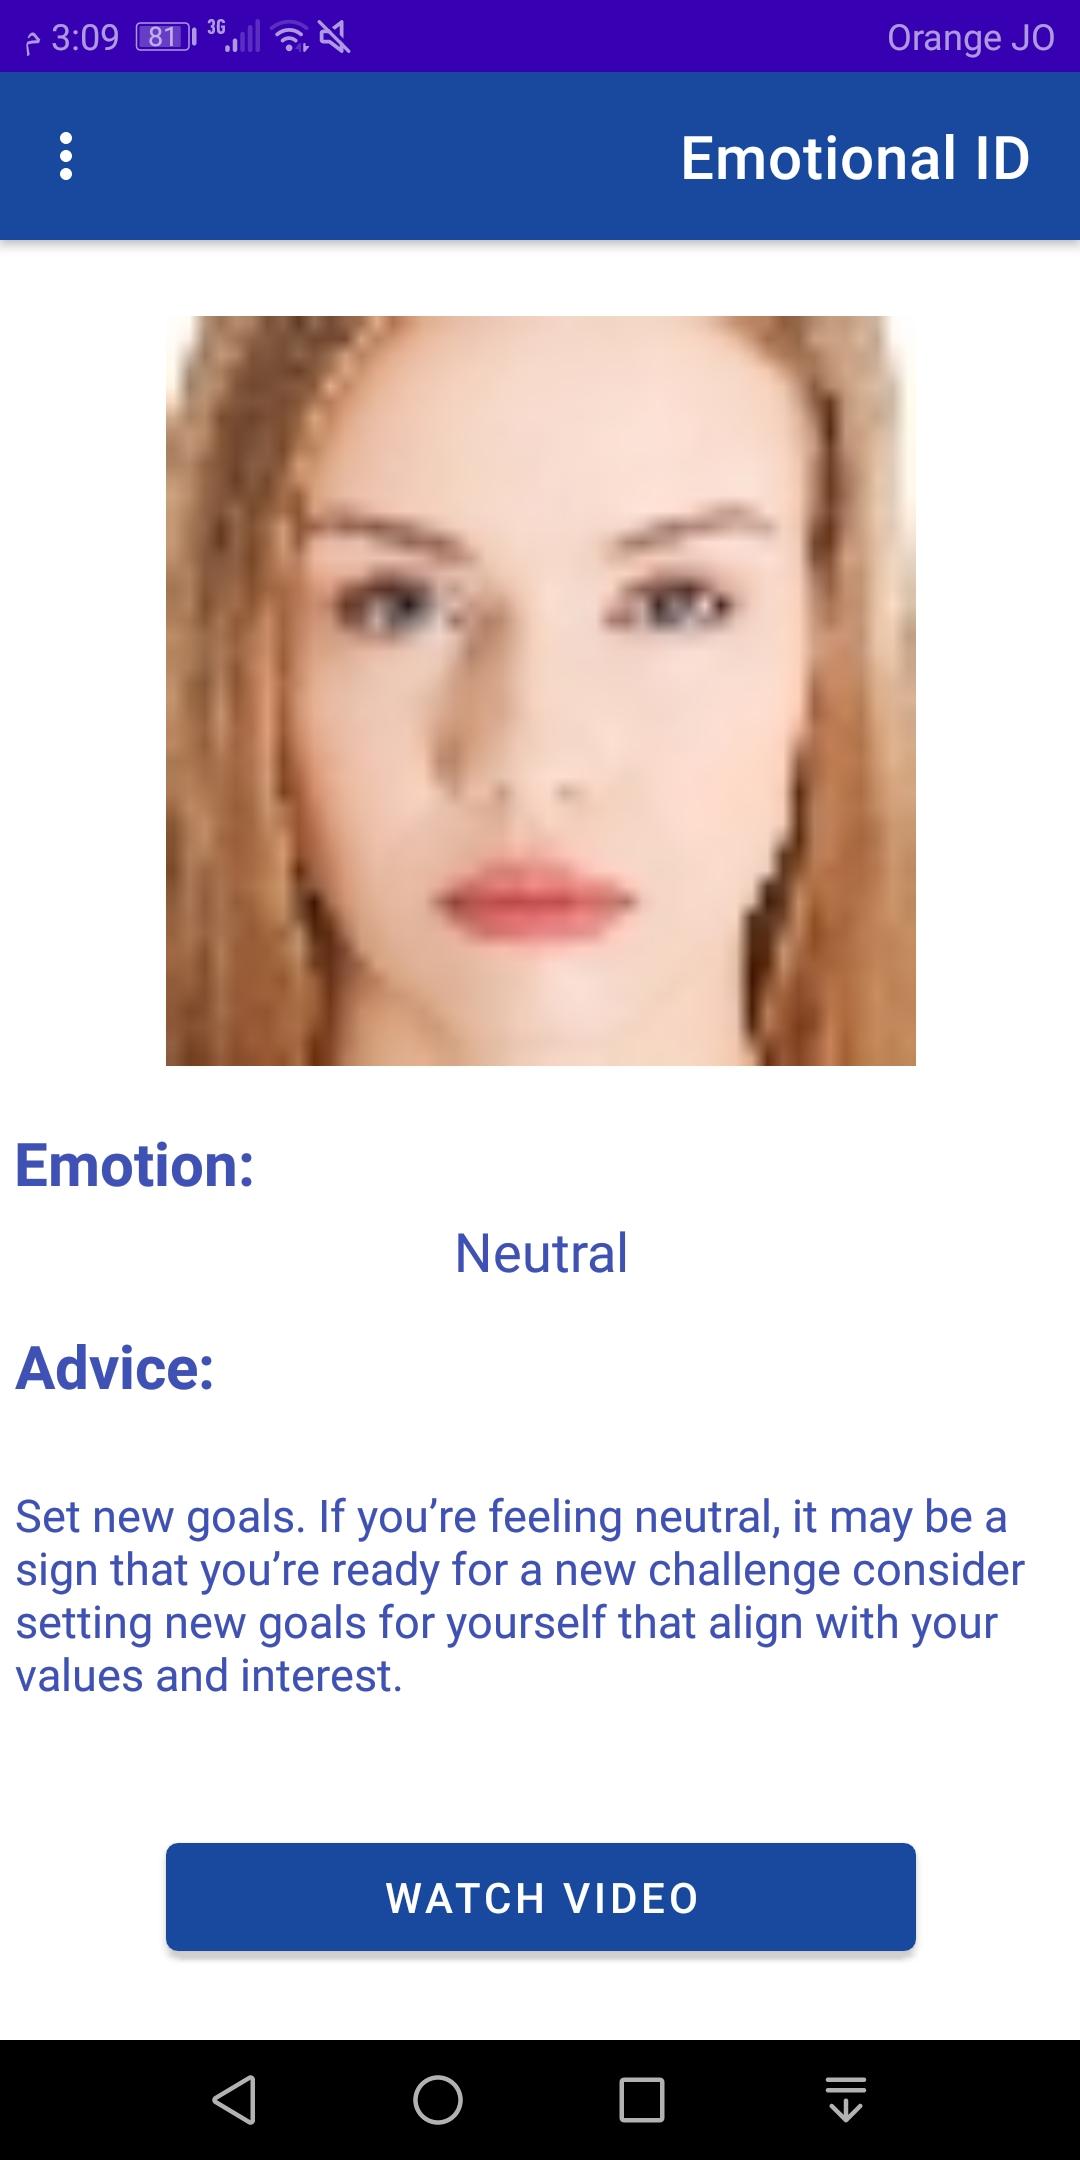 م 3:09 81 3G Orange JO
Emotional ID
Emotion:
Neutral
Advice:
Set new goals. If you’re feeling neutral, it may be a
sign that you’re ready for a new challenge consider
setting new goals for yourself that align with your
values and interest.
WATCH VIDEO